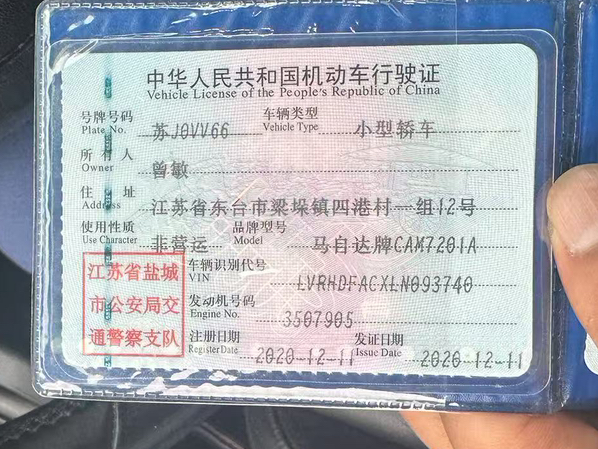 中华人民共和国机动车行驶证
Vehicle License of the People's Republic of China
号牌号码 苏J0VV66 车辆类型 小型轿车
Plate No. Vehicle Type
所有人 曾敏
Owner
住址 江苏省东台市梁垛镇四港村一组12号
Address
使用性质 非营运 品牌型号 马自达牌CAM7201A
Use Character Model
江苏省盐城
市公安局交
通警察支队
车辆识别代号 LVRHDFACXLN093740
VIN
发动机号码 3507905
Engine No.
注册日期 2020-12-11 发证日期 2020-12-11
Register Date Issue Date